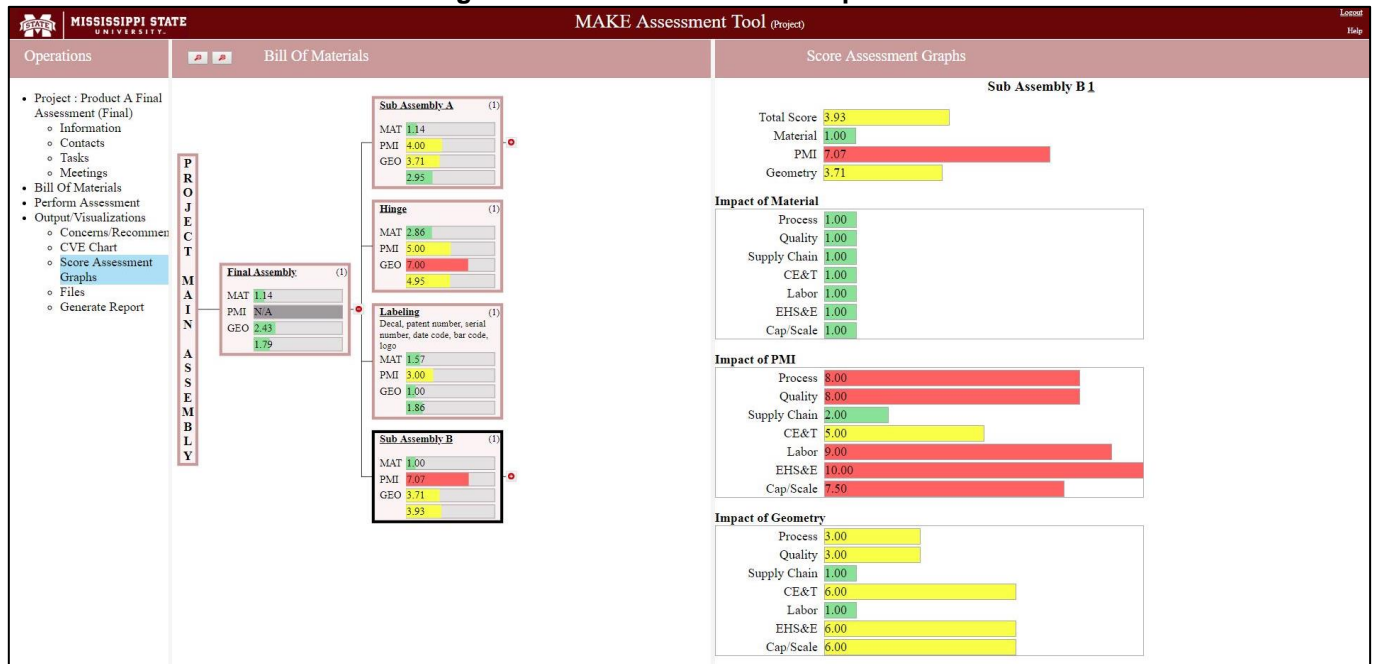 MISSISSIPPI STATE
UNIVERSITY.
MAKE Assessment Tool (Project)
Logout
Help
Operations
Bill Of Materials
Score Assessment Graphs
Project : Product A Final
Assessment (Final)
Information
Contacts
Tasks
Meetings
Bill Of Materials
Perform Assessment
Output/Visualizations
Concerns/Recommen
CVE Chart
Score Assessment
Graphs
Files
Generate Report
PROJECT MAIN ASSEMBLY
Final Assembly (1)
MAT 1.14
PMI N/A
GEO 2.43
1.79
Sub Assembly A (1)
MAT 1.14
PMI 4.00
GEO 3.71
2.95
Hinge (1)
MAT 2.86
PMI 5.00
GEO 7.00
4.95
Labeling (1)
Decal, patent number, serial
number, date code, bar code,
logo
MAT 1.57
PMI 3.00
GEO 1.00
1.86
Sub Assembly B (1)
MAT 1.00
PMI 7.07
GEO 3.71
3.93
Sub Assembly B 1
Total Score 3.93
Material 1.00
PMI 7.07
Geometry 3.71
Impact of Material
Process 1.00
Quality 1.00
Supply Chain 1.00
CE&T 1.00
Labor 1.00
EHS&E 1.00
Cap/Scale 1.00
Impact of PMI
Process 8.00
Quality 8.00
Supply Chain 2.00
CE&T 5.00
Labor 9.00
EHS&E 10.00
Cap/Scale 7.50
Impact of Geometry
Process 3.00
Quality 3.00
Supply Chain 1.00
CE&T 6.00
Labor 1.00
EHS&E 6.00
Cap/Scale 6.00